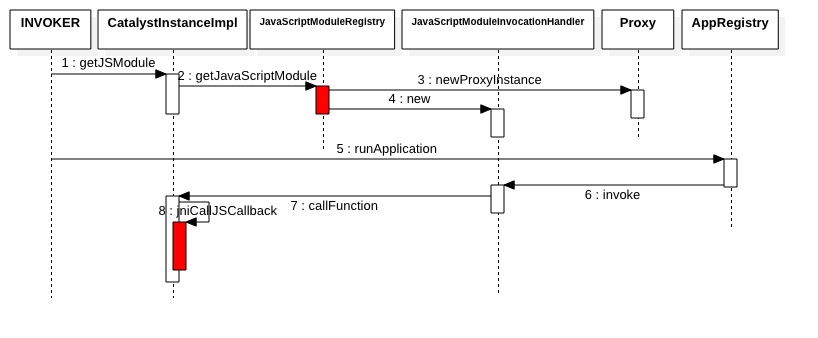 INVOKER
CatalystInstanceImpl
JavaScriptModuleRegistry
JavaScriptModuleInvocationHandler
Proxy
AppRegistry
1 : getJSModule
2 : getJavaScriptModule
3 : newProxyInstance
4 : new
5 : runApplication
6 : invoke
7 : callFunction
8 : jniCallJSCallback